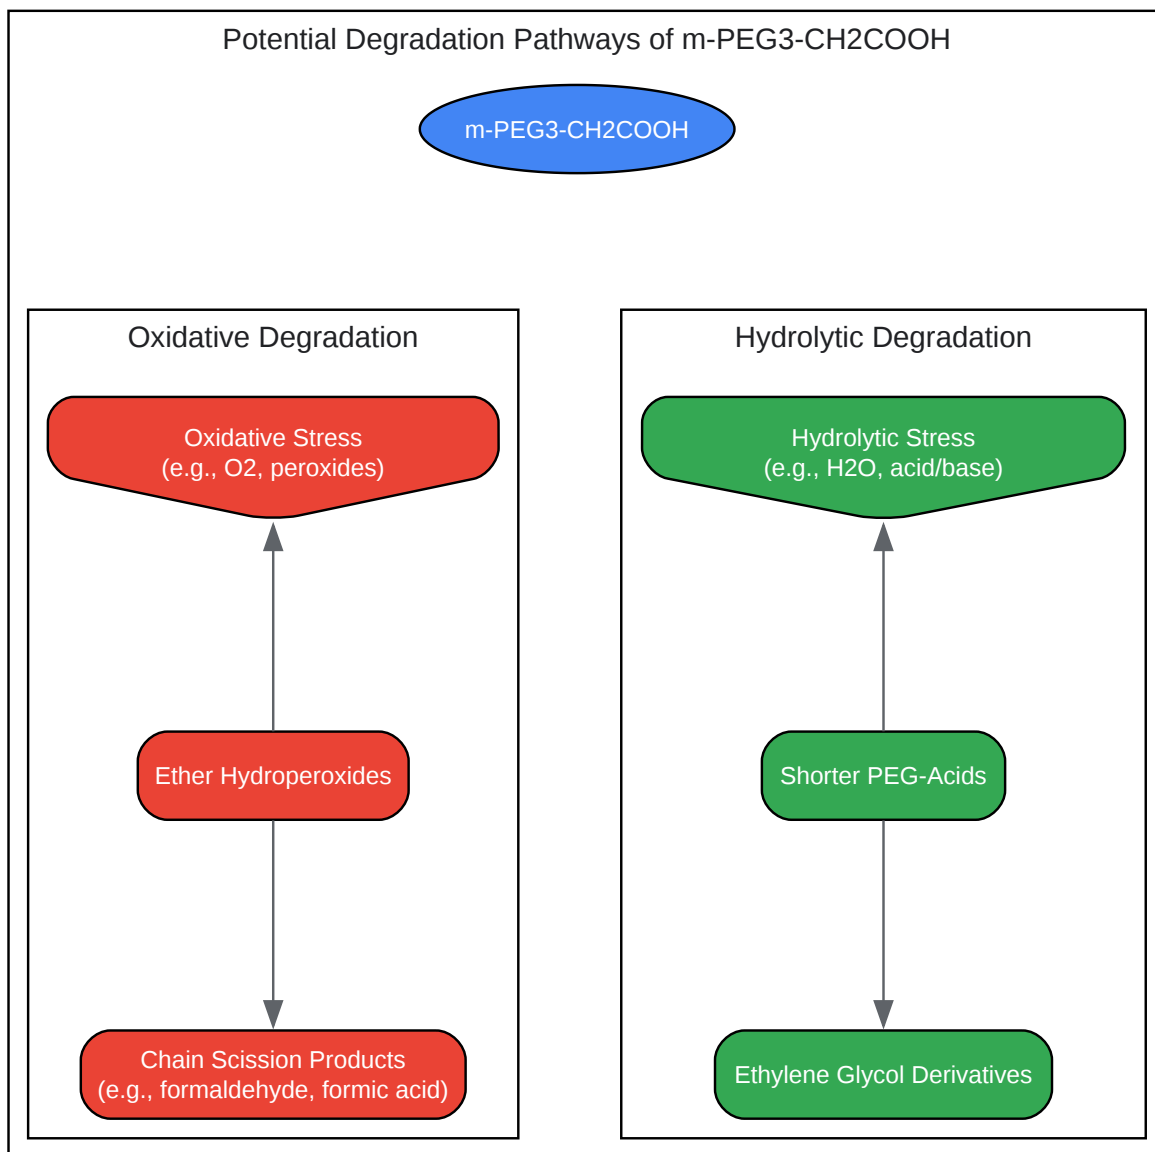 Potential Degradation Pathways of m-PEG3-CH2COOH
m-PEG3-CH2COOH
Oxidative Degradation
Oxidative Stress
(e.g., O2, peroxides)
Ether Hydroperoxides
Chain Scission Products
(e.g., formaldehyde, formic acid)
Hydrolytic Degradation
Hydrolytic Stress
(e.g., H2O, acid/base)
Shorter PEG-Acids
Ethylene Glycol Derivatives